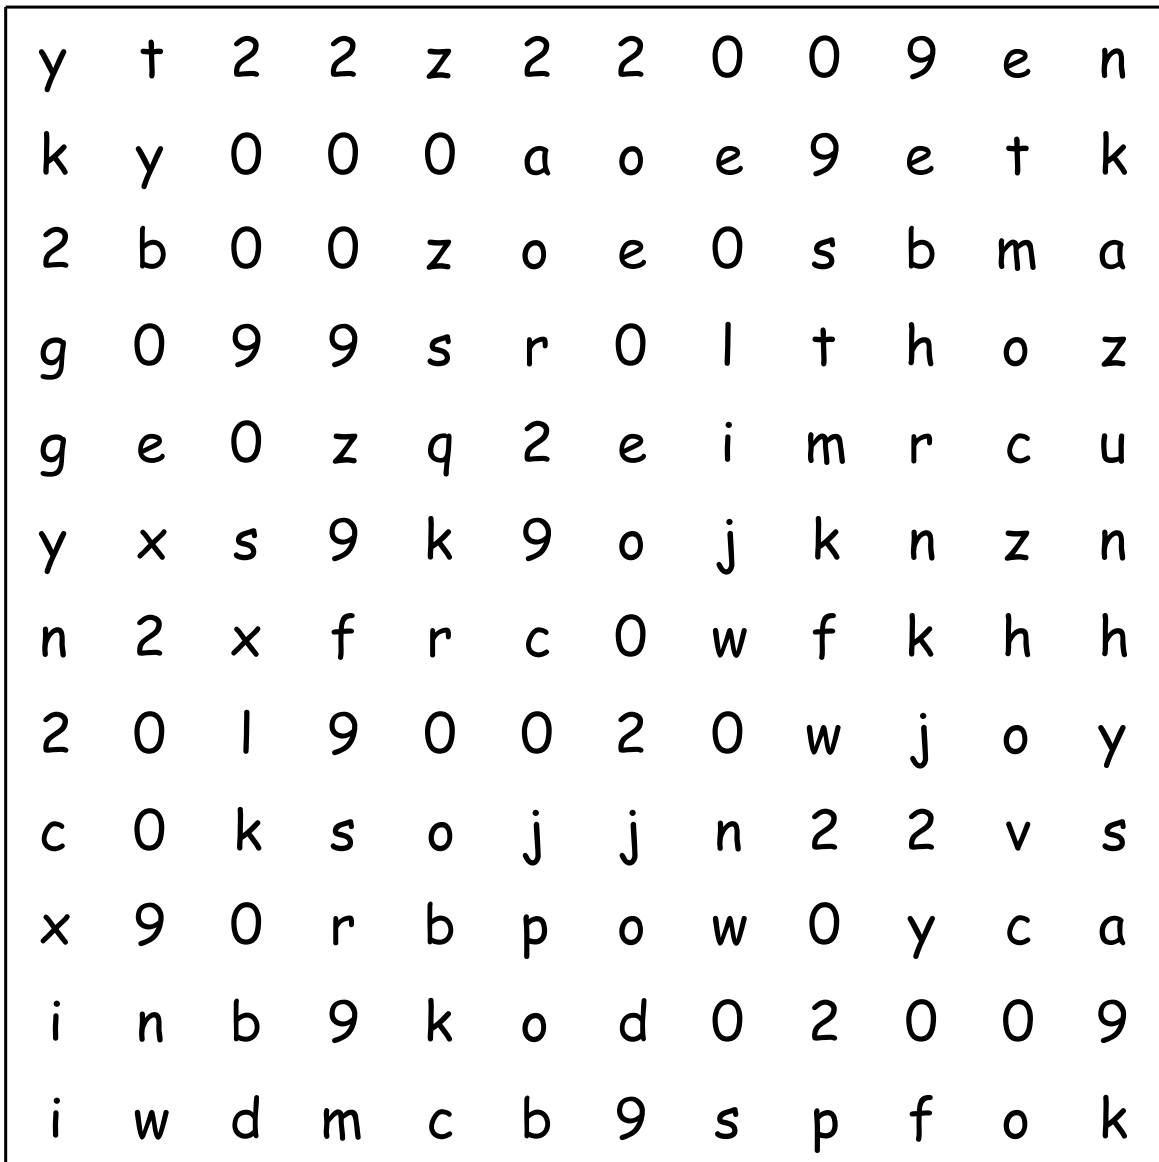 y t 2 2 z 2 2 0 0 9 e n
k y 0 0 0 a o e 9 e t k
2 b 0 0 z o e 0 s b m a
g 0 9 9 s r 0 l t h o z
g e 0 z q 2 e i m r c u
y x s 9 k 9 o j k n z n
n 2 x f r c 0 w f k h h
2 0 l 9 0 0 2 0 w j o y
c 0 k s o j j n 2 2 v s
x 9 0 r b p o w 0 y c a
i n b 9 k o d 0 2 0 0 9
i w d m c b 9 s p f o k